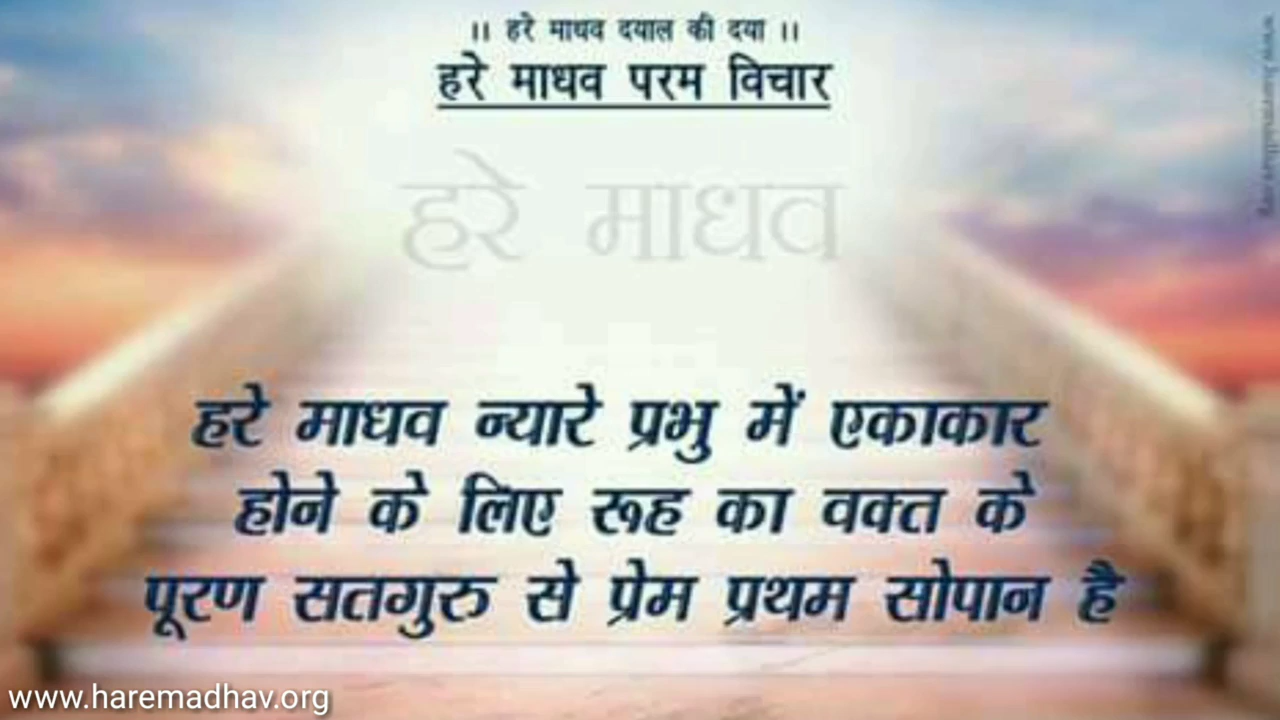 ।। हरे माधव दयाल की दया ।।
हरे माधव परम विचार
हरे माधव
हरे माधव न्यारे प्रभु में एकाकार
होने के लिए रूह का वक्त के
पूरण सतगुरु से प्रेम प्रथम सोपान है
www.haremadhav.org